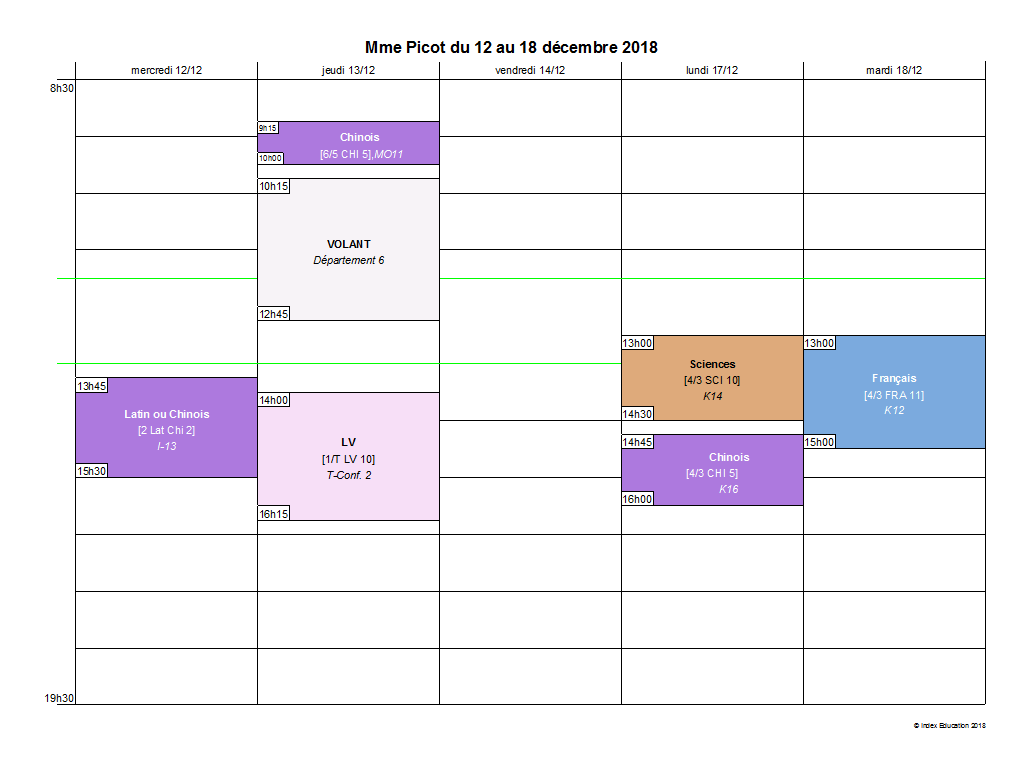 Mme Picot du 12 au 18 décembre 2018
mercredi 12/12
jeudi 13/12
vendredi 14/12
lundi 17/12
mardi 18/12
8h30
9h15
Chinois
[6/5 CHI 5],MO11
10h00
10h15
VOLANT
Département 6
12h45
13h00
Sciences
[4/3 SCI 10]
K14
14h30
13h00
Français
[4/3 FRA 11]
K12
15h00
13h45
Latin ou Chinois
[2 Lat Chi 2]
I-13
15h30
14h00
LV
[1/T LV 10]
T-Conf. 2
16h15
14h45
Chinois
[4/3 CHI 5]
K16
16h00
19h30
© Index Education 2018